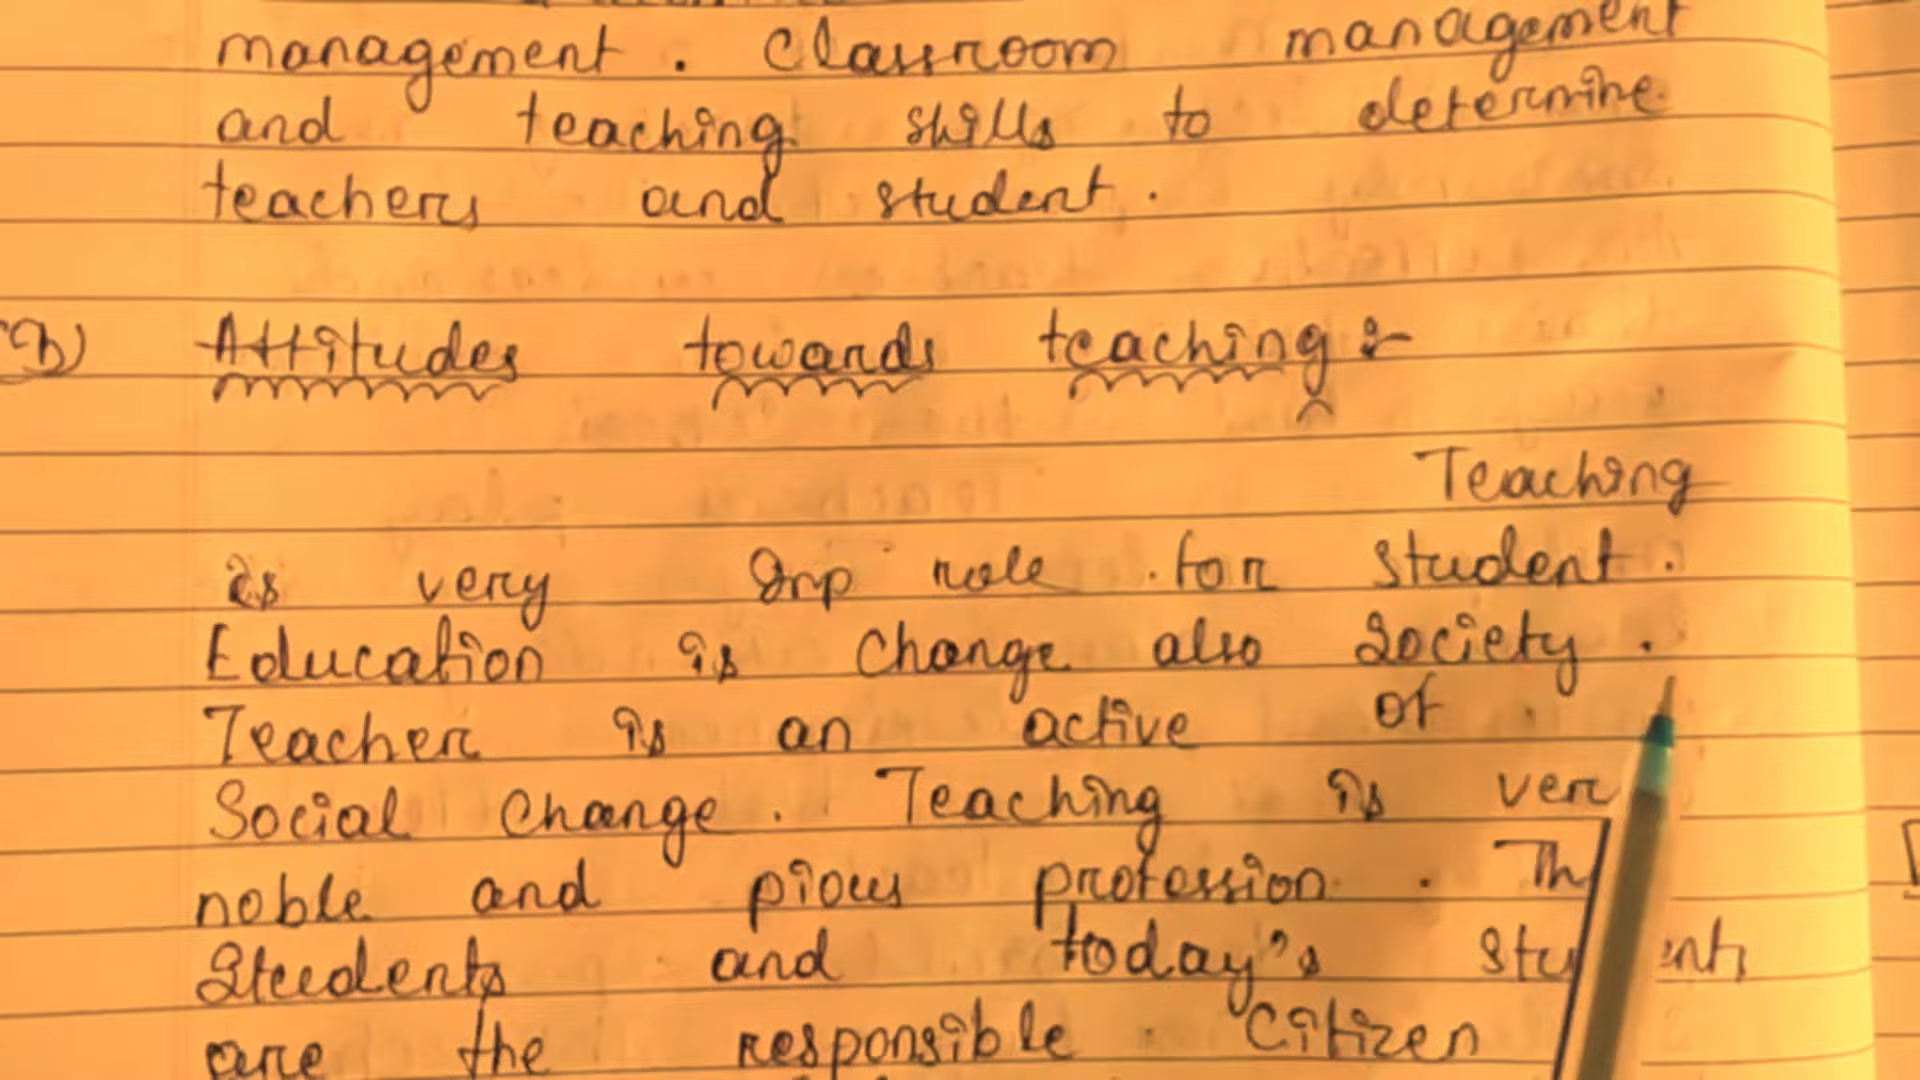 management. Classroom management
and teaching skills to determine
teachers and student.
b) Attitudes towards teaching :-
Teaching
is very Imp role for student.
Education is change also society.
Teacher is an active of
Social change. Teaching is ver
noble and pious profession. Th
Students and today's
are the responsible citizen